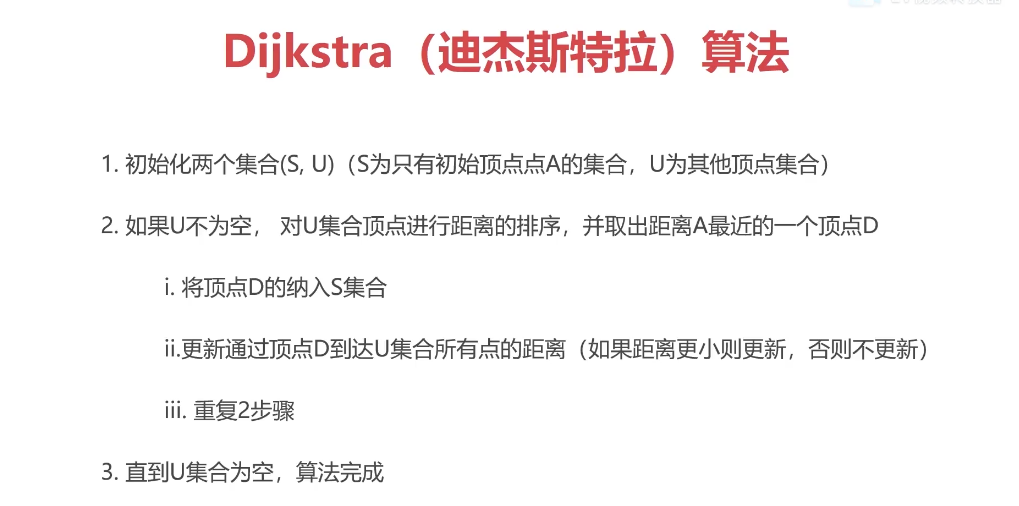 Dijkstra（迪杰斯特拉）算法
1. 初始化两个集合(S, U)（S为只有初始顶点点A的集合，U为其他顶点集合）
2. 如果U不为空， 对U集合顶点进行距离的排序，并取出距离A最近的一个顶点D
i. 将顶点D的纳入S集合
ii.更新通过顶点D到达U集合所有点的距离（如果距离更小则更新，否则不更新）
iii. 重复2步骤
3. 直到U集合为空，算法完成